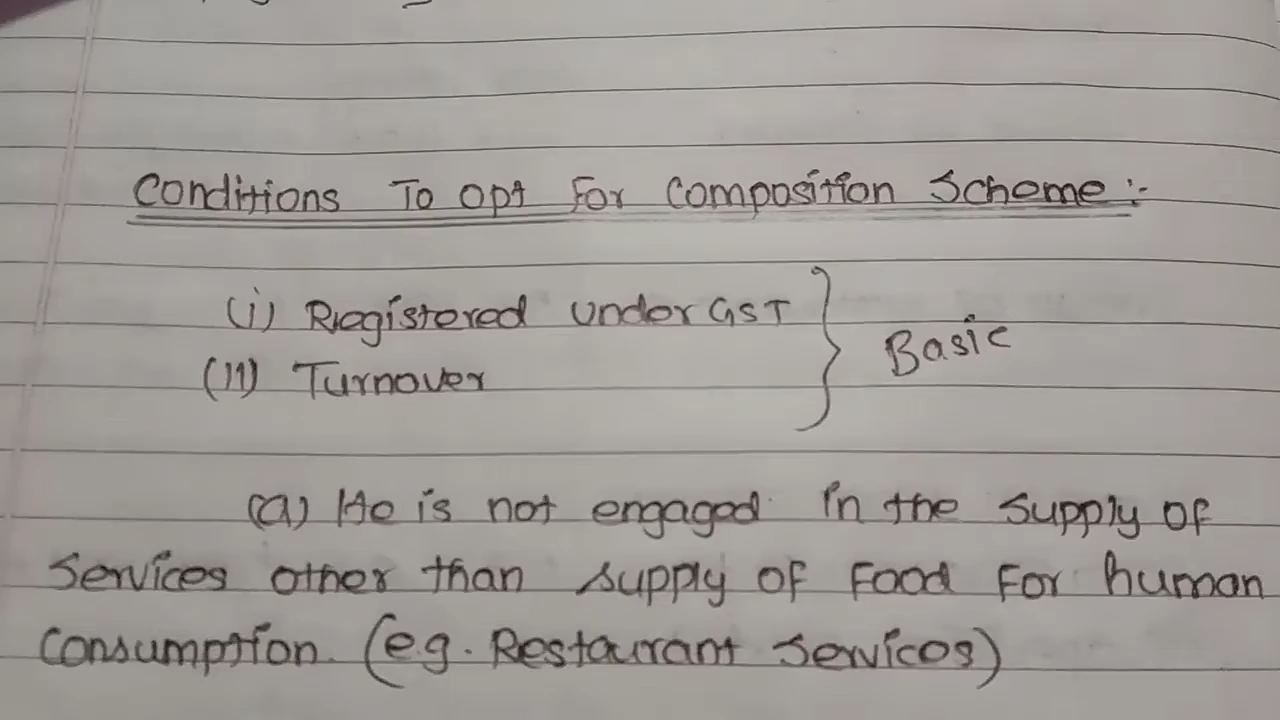 Conditions To Opt For Composition Scheme :-
(i) Registered under GST
Basic
(ii) Turnover
(a) He is not engaged in the supply of
services other than supply of food for human
consumption. (e.g. Restaurant Services)